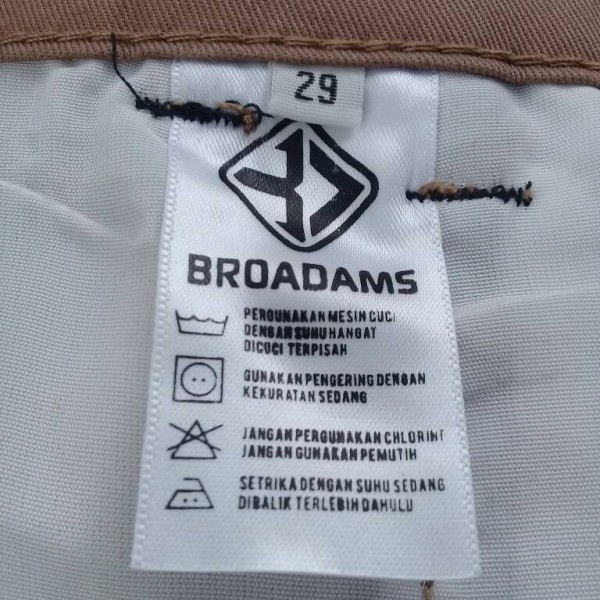 29
BROADAMS
PERGUNAKAN MESIN CUCI
DENGAN SUHU HANGAT
DICUCI TERPISAH
GUNAKAN PENGERING DENGAN
KEKURATAN SEDANG
JANGAN PERGUNAKAN CHLORINE
JANGAN GUNAKAN PEMUTIH
SETRIKA DENGAN SUHU SEDANG
DIBALIK TERLEBIH DAHULU